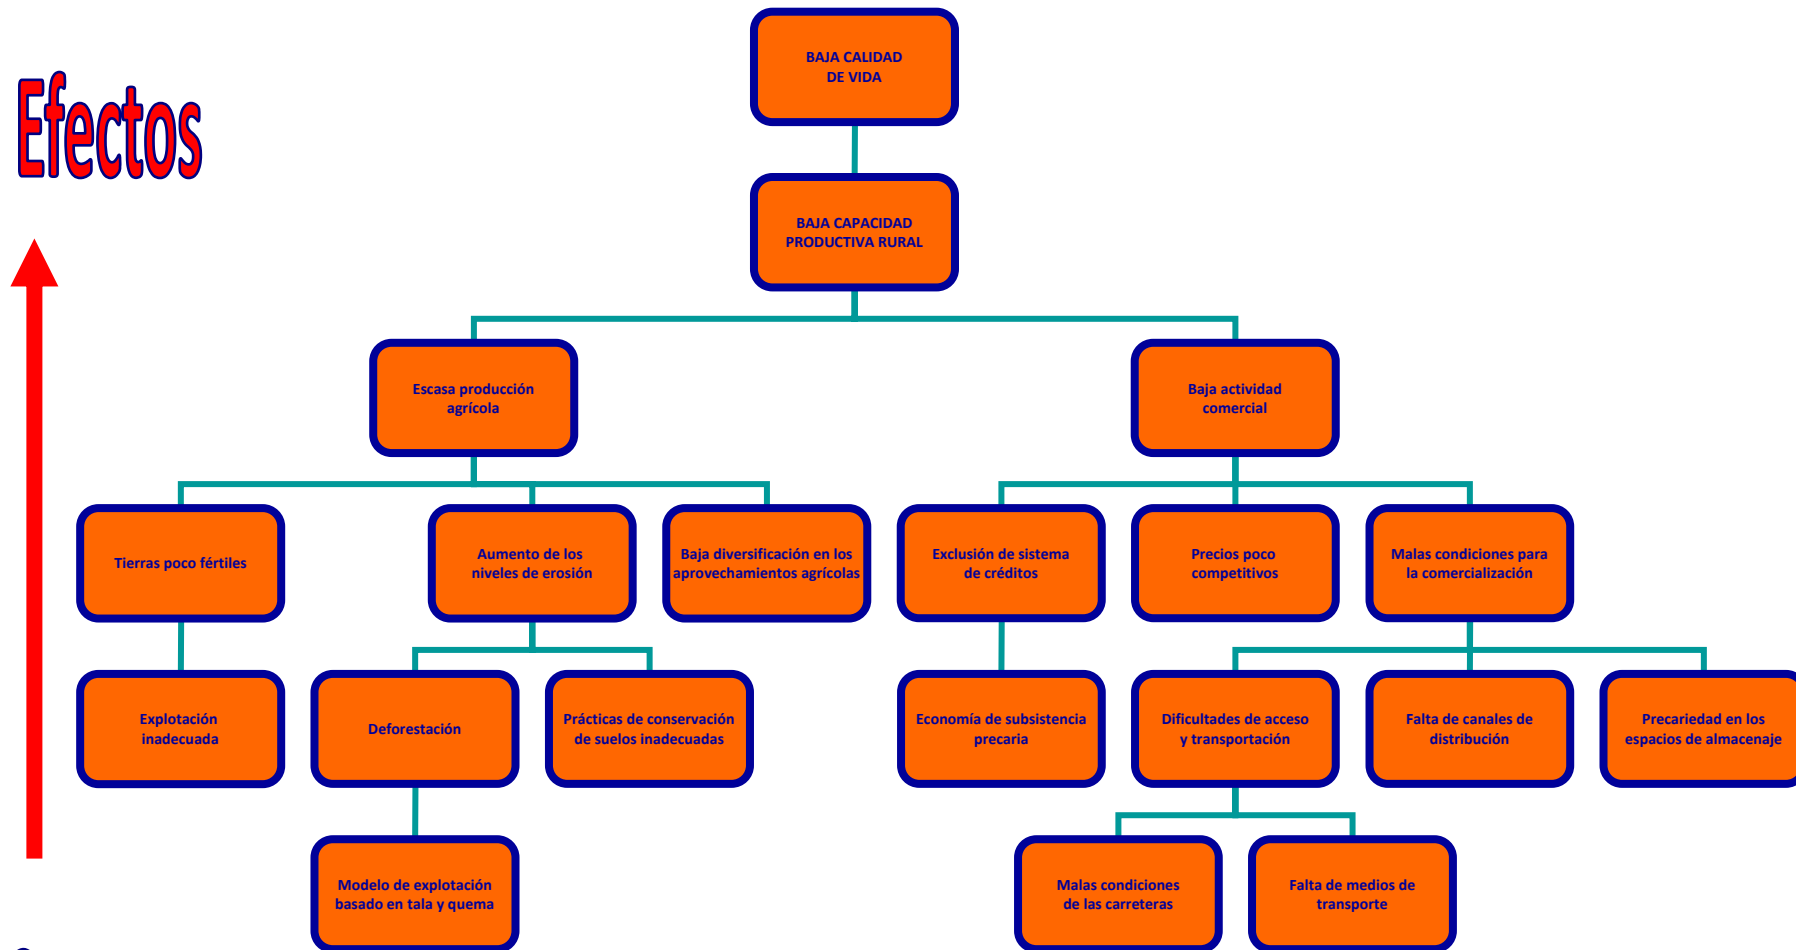 BAJA CALIDAD
DE VIDA
Efectos
BAJA CAPACIDAD
PRODUCTIVA RURAL
Escasa producción
agrícola
Baja actividad
comercial
Tierras poco fértiles
Aumento de los
niveles de erosión
Baja diversificación en los
aprovechamientos agrícolas
Exclusión de sistema
de créditos
Precios poco
competitivos
Malas condiciones para
la comercialización
Explotación
inadecuada
Deforestación
Prácticas de conservación
de suelos inadecuadas
Economía de subsistencia
precaria
Dificultades de acceso
y transportación
Falta de canales de
distribución
Precariedad en los
espacios de almacenaje
Modelo de explotación
basado en tala y quema
Malas condiciones
de las carreteras
Falta de medios de
transporte